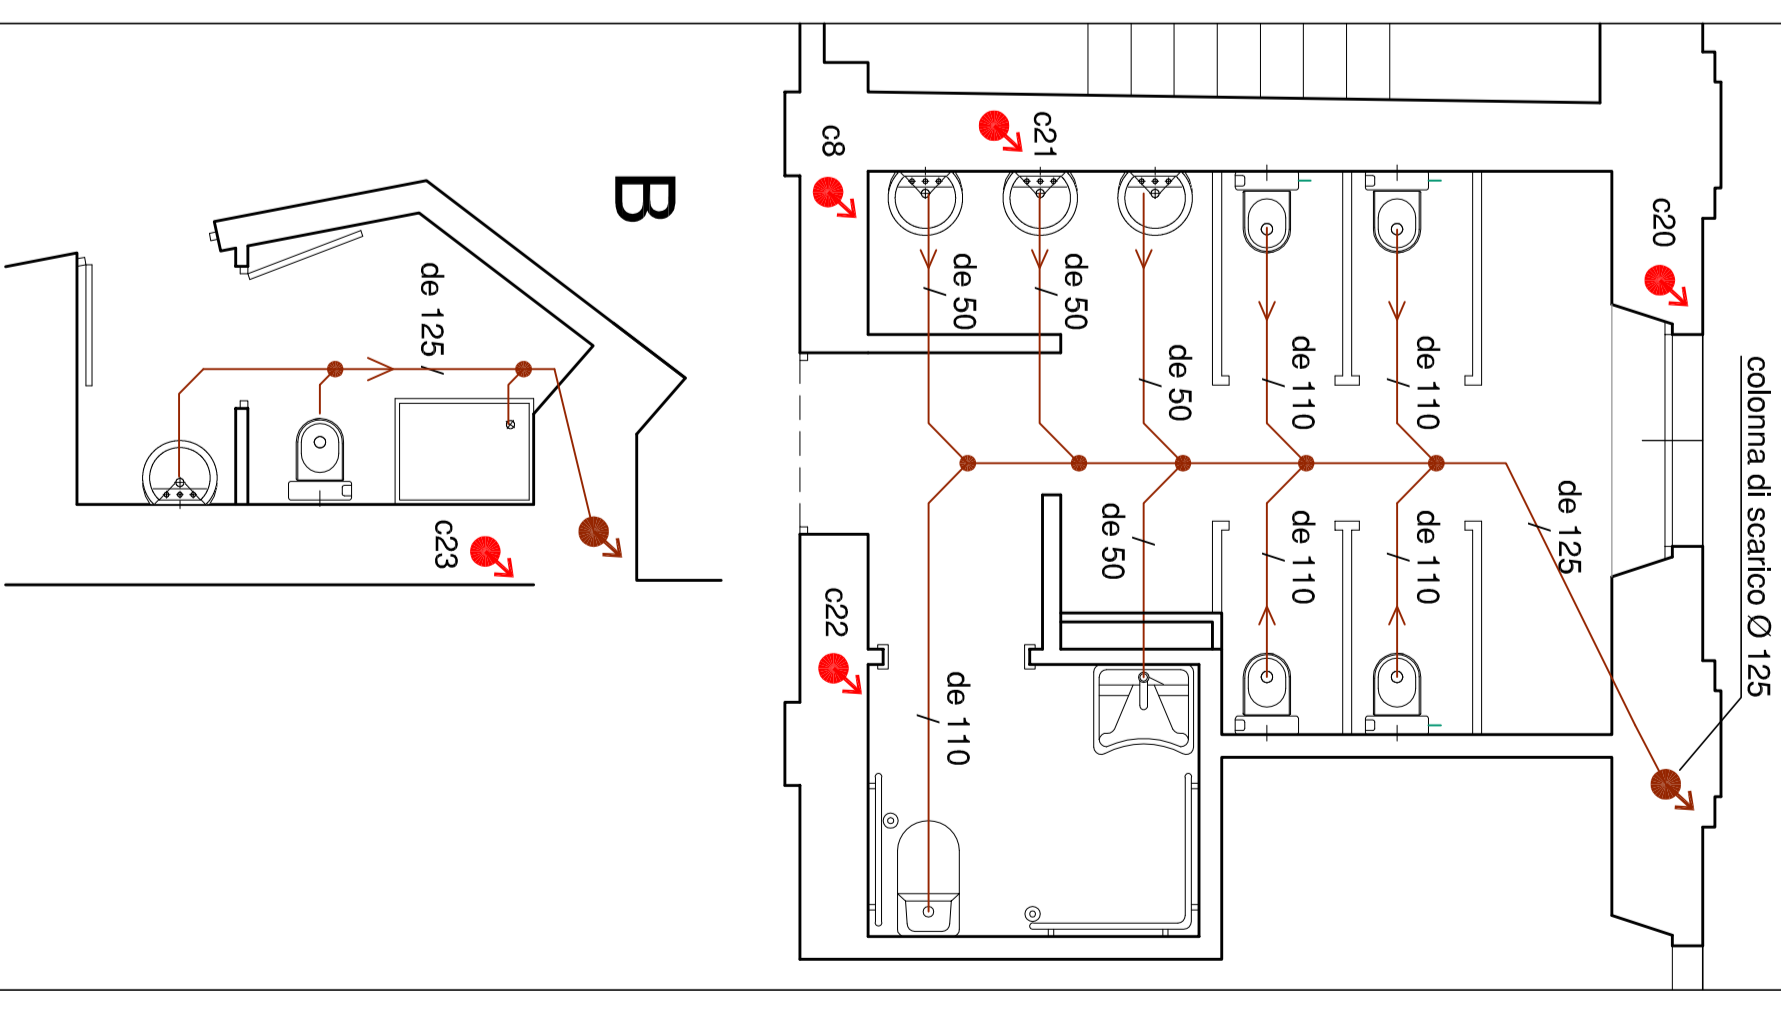 colonna di scarico Ø 125
c20
c21
c8
B
de 50
de 50
de 50
de 110
de 110
de 125
de 125
de 50
de 110
de 110
c23
c22
de 110